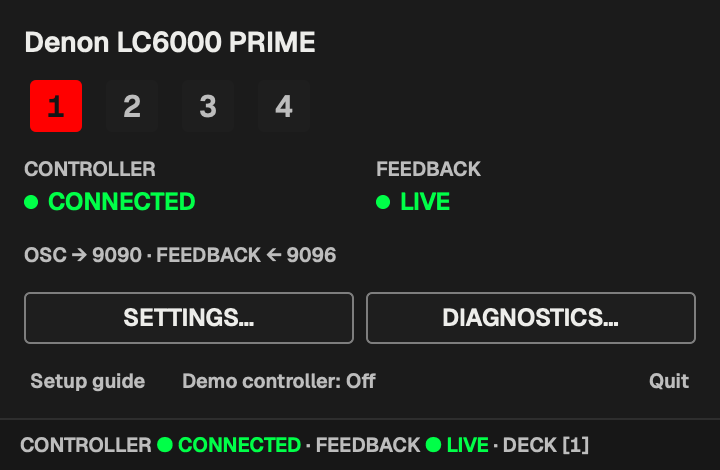 Denon LC6000 PRIME
1 2 3 4
CONTROLLER FEEDBACK
CONNECTED LIVE
OSC → 9090 · FEEDBACK ← 9096
SETTINGS... DIAGNOSTICS...
Setup guide Demo controller: Off Quit
CONTROLLER ● CONNECTED · FEEDBACK ● LIVE · DECK [1]